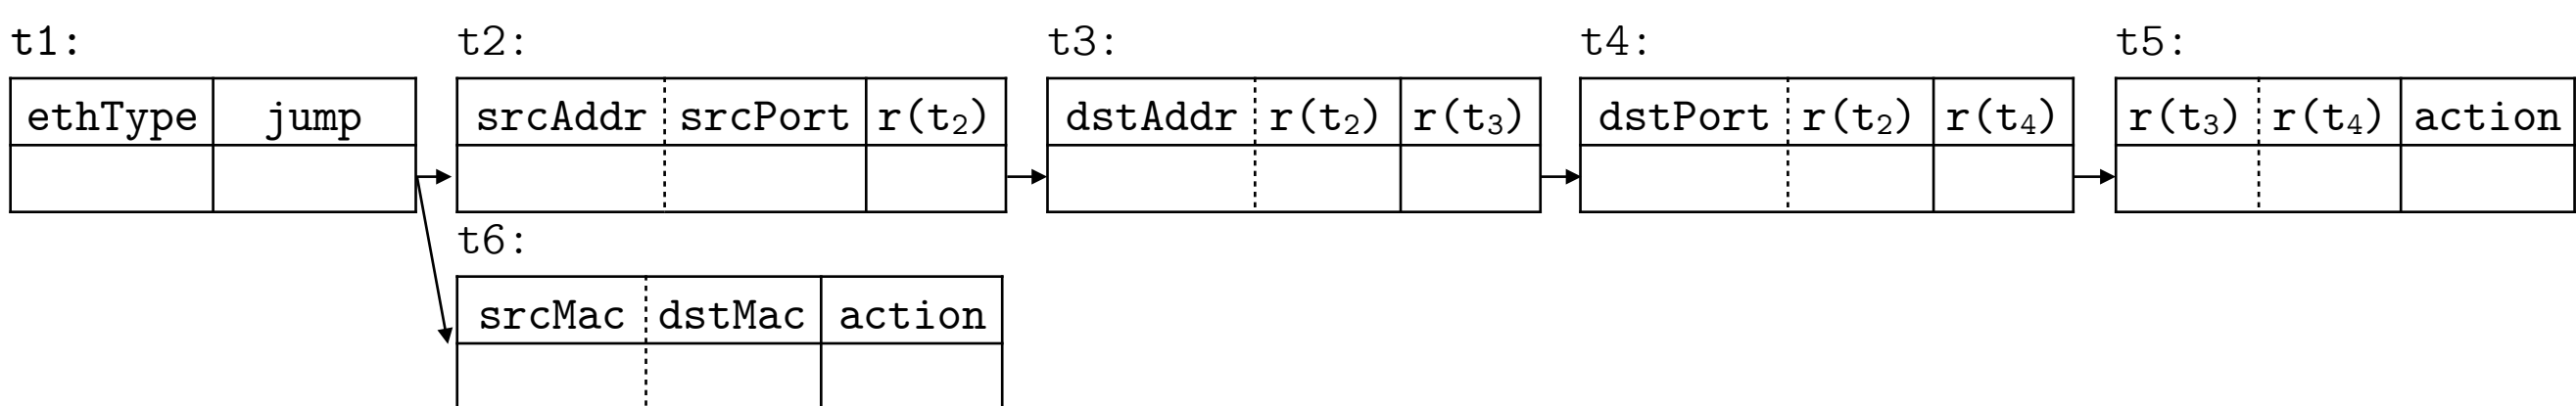 t1: t2: t3: t4: t5:
ethType jump srcAddr srcPort r(t₂) dstAddr r(t₂) r(t₃) dstPort r(t₂) r(t₄) r(t₃) r(t₄) action
t6:
srcMac dstMac action